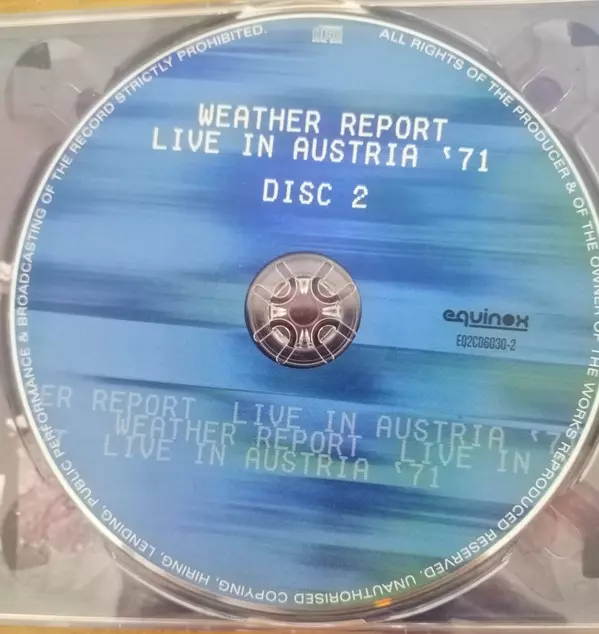 WEATHER REPORT
LIVE IN AUSTRIA '71
DISC 2
equinox
EQ2CD6030-2
ER REPORT LIVE IN AUSTRIA '7
T WEATHER REPORT LIVE IN
LIVE IN AUSTRIA '71
ALL RIGHTS OF THE PRODUCER & OF THE OWNER OF THE WORKS REPRODUCED RESERVED. UNAUTHORISED COPYING, HIRING, LENDING, PUBLIC PERFORMANCE & BROADCASTING OF THE RECORD STRICTLY PROHIBITED.